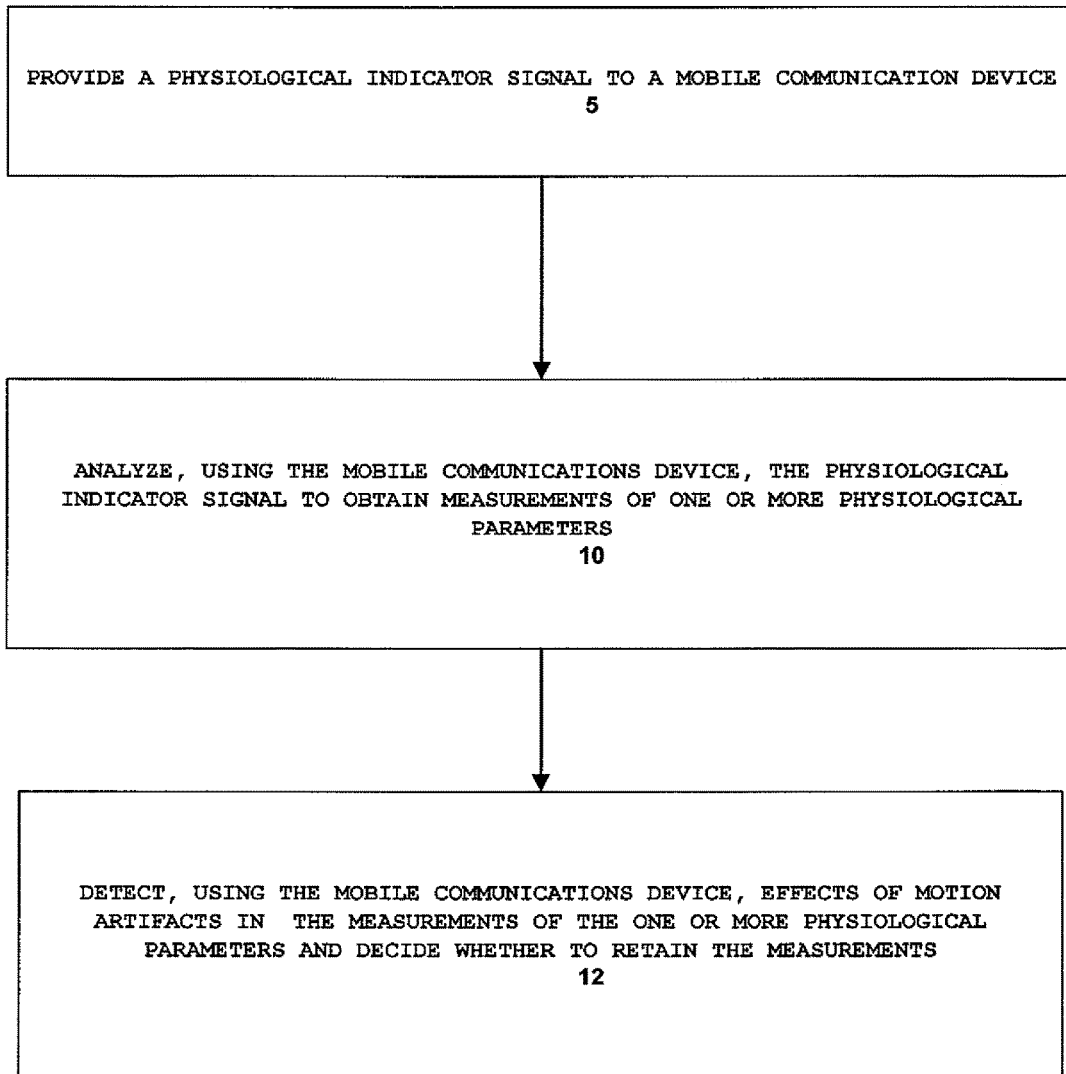 PROVIDE A PHYSIOLOGICAL INDICATOR SIGNAL TO A MOBILE COMMUNICATION DEVICE
5
ANALYZE, USING THE MOBILE COMMUNICATIONS DEVICE, THE PHYSIOLOGICAL
INDICATOR SIGNAL TO OBTAIN MEASUREMENTS OF ONE OR MORE PHYSIOLOGICAL
PARAMETERS
10
DETECT, USING THE MOBILE COMMUNICATIONS DEVICE, EFFECTS OF MOTION
ARTIFACTS IN THE MEASUREMENTS OF THE ONE OR MORE PHYSIOLOGICAL
PARAMETERS AND DECIDE WHETHER TO RETAIN THE MEASUREMENTS
12